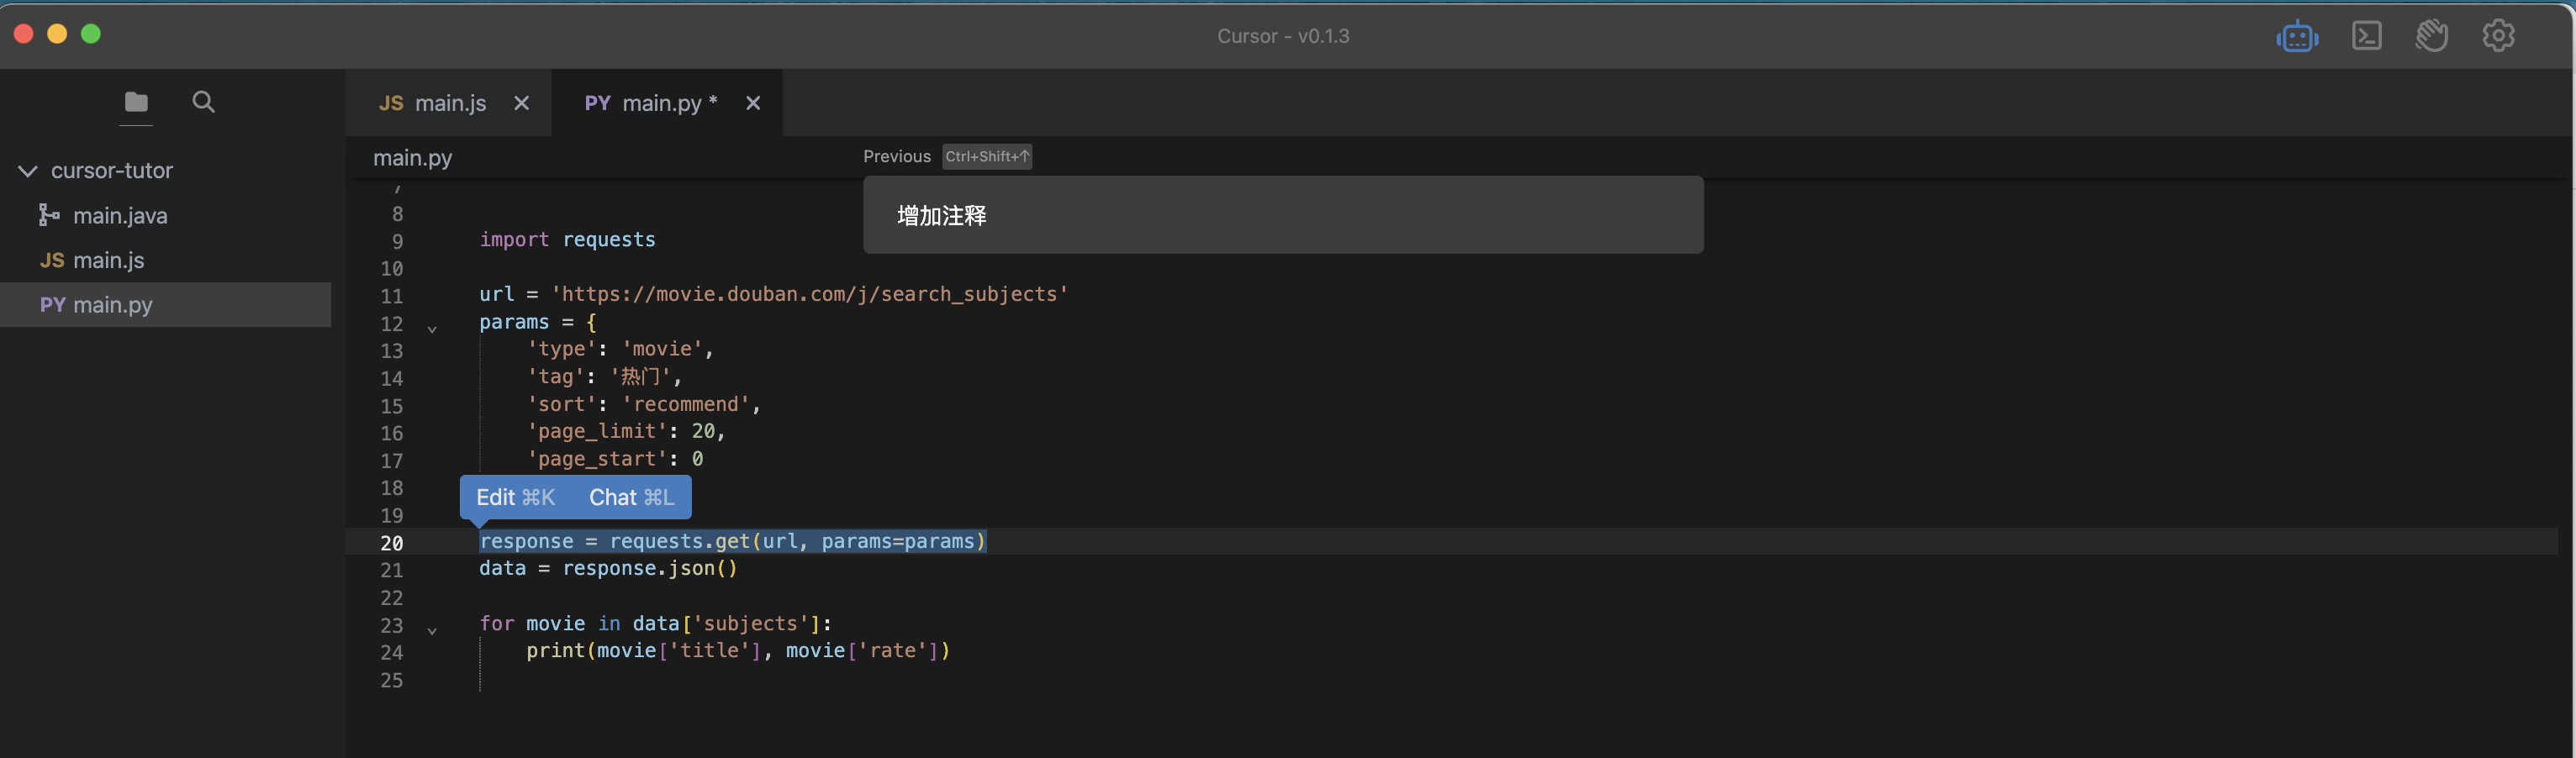 Cursor - v0.1.3
JS main.js
PY main.py *
main.py
Previous Ctrl+Shift+↑
增加注释
cursor-tutor
main.java
JS main.js
PY main.py
7
8
9 import requests
10
11 url = 'https://movie.douban.com/j/search_subjects'
12 params = {
13 'type': 'movie',
14 'tag': '热门',
15 'sort': 'recommend',
16 'page_limit': 20,
17 'page_start': 0
18
Edit ⌘K Chat ⌘L
19
20 response = requests.get(url, params=params)
21 data = response.json()
22
23 for movie in data['subjects']:
24 print(movie['title'], movie['rate'])
25